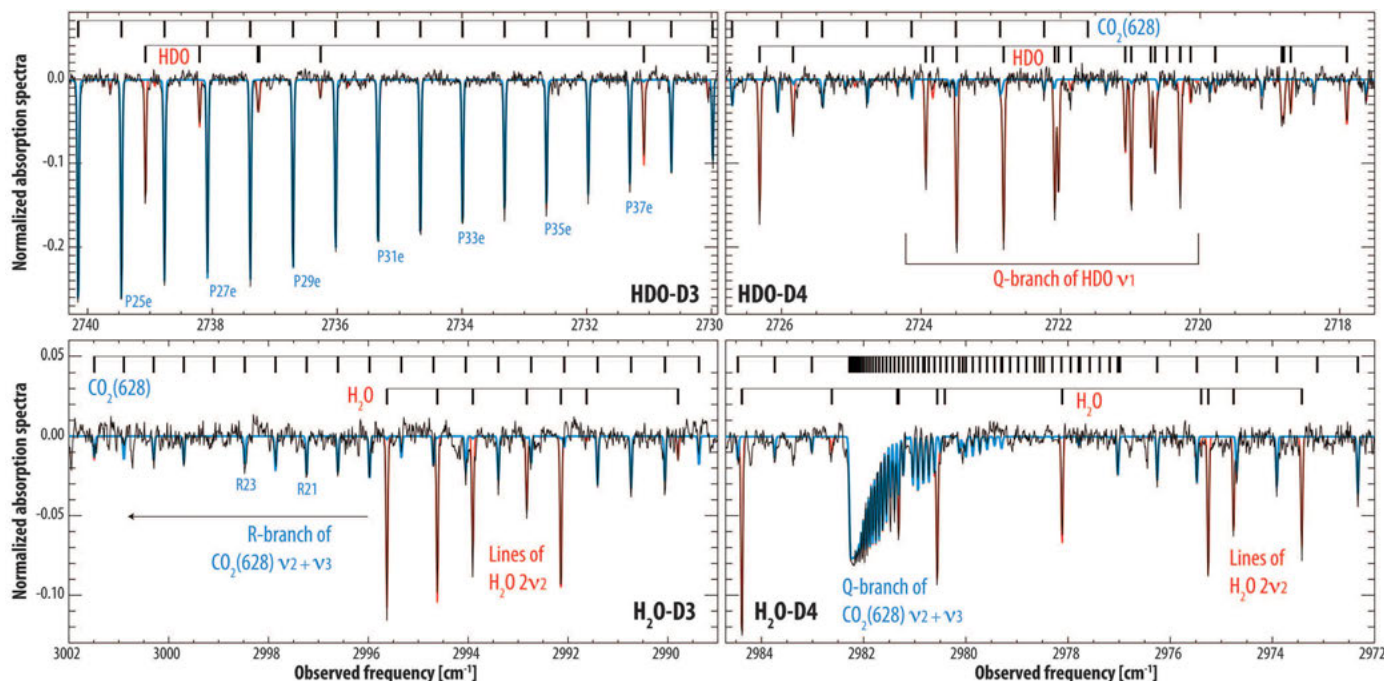 Normalized absorption spectra
0.0
-0.1
-0.2
HDO
P25e
P27e
P29e
P31e
P33e
P35e
P37e
HDO-D3
2740
2738
2736
2734
2732
2730
CO2(628)
HDO
Q-branch of HDO ν1
HDO-D4
2726
2724
2722
2720
2718
Normalized absorption spectra
0.05
0.00
-0.05
-0.10
CO2(628)
H2O
R23
R21
R-branch of
CO2(628) ν2 + ν3
Lines of
H2O 2ν2
H2O-D3
3002
3000
2998
2996
2994
2992
2990
Observed frequency [cm-1]
H2O
Q-branch of
CO2(628) ν2 + ν3
Lines of
H2O 2ν2
H2O-D4
2984
2982
2980
2978
2976
2974
2972
Observed frequency [cm-1]